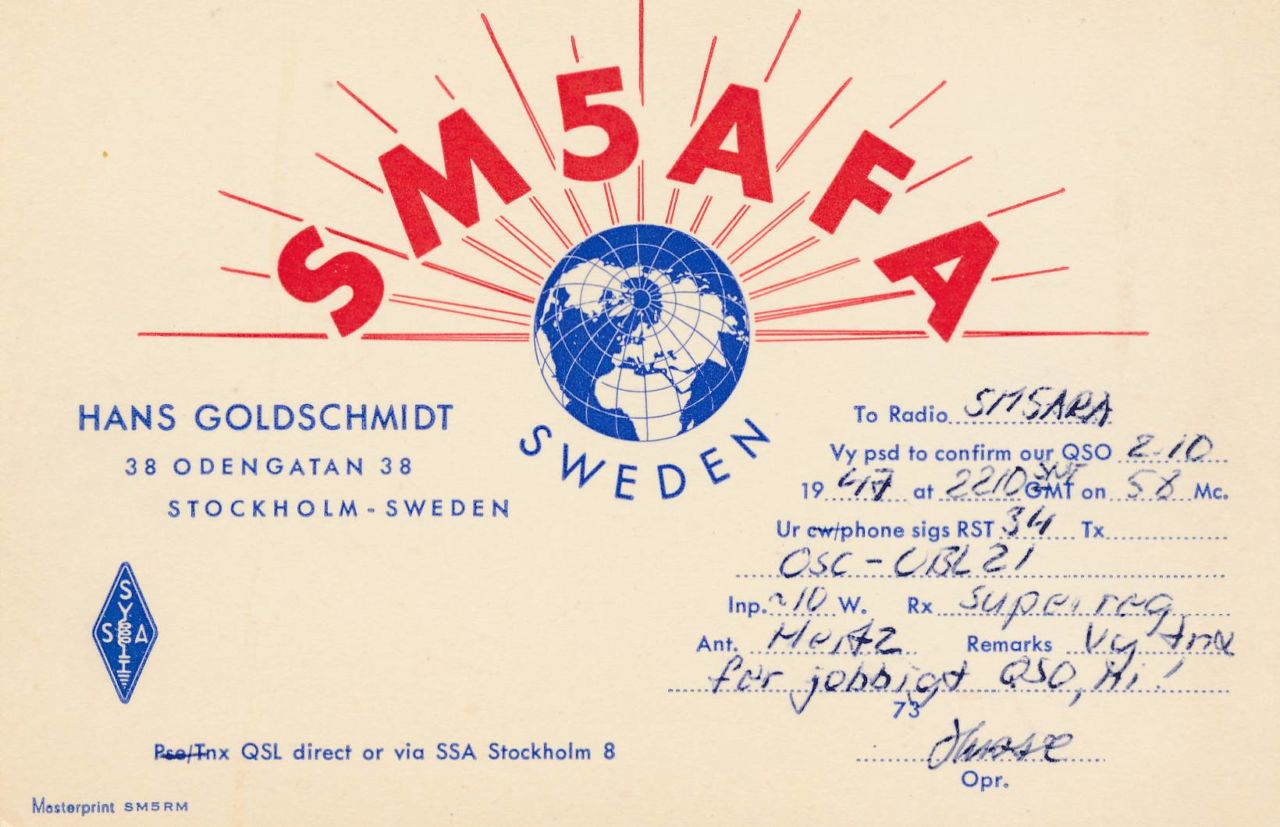 SM5AFA
SWEDEN
HANS GOLDSCHMIDT
38 ODENGATAN 38
STOCKHOLM-SWEDEN
SSA
To Radio SM5ARA
Vy psd to confirm our QSO 2-10
1947 at 2210 GMT on 58 Mc.
Ur cw/phone sigs RST 34 Tx
OSC-UBL21
Inp. ~10 W. Rx Superreg
Ant. Hertz Remarks Vy tnx
för jobbigt QSO, Hi!
73
Opr.
Pse/Tnx QSL direct or via SSA Stockholm 8
Masterprint SM5RM